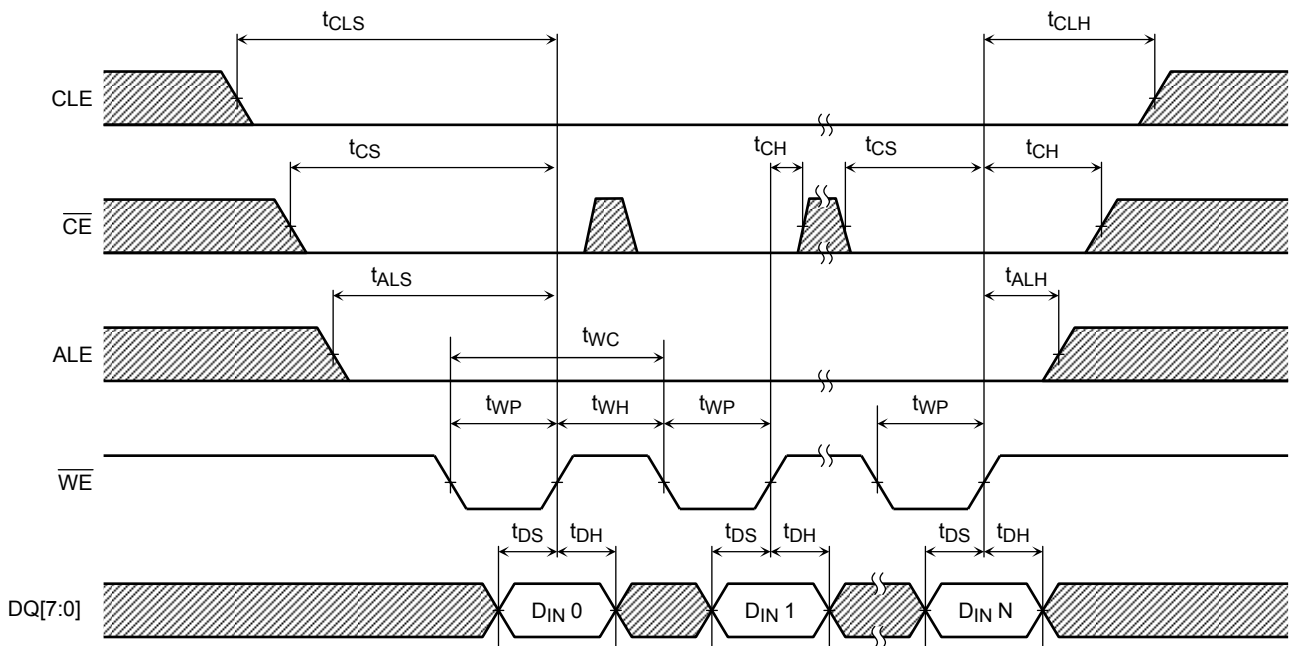 tCLS tCLH
CLE
tCS tCH tCS tCH
CE
tALS tALH
tWC
ALE
tWP tWH tWP tWP
WE
tDS tDH tDS tDH tDS tDH
DQ[7:0] DIN 0 DIN 1 DIN N